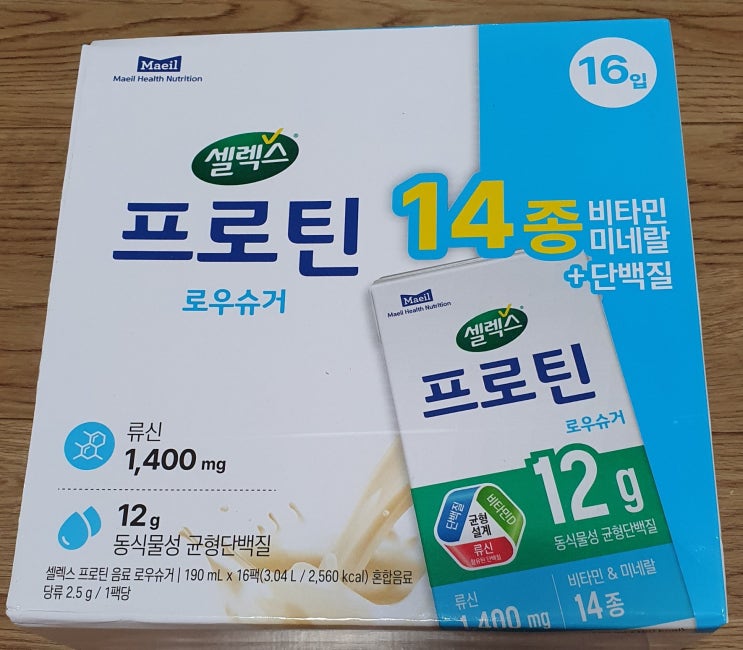 Maeil
Maeil Health Nutrition
16입
셀렉스
프로틴
로우슈거
14종
비타민
미네랄
+단백질
류신
1,400 mg
12 g
동식물성 균형단백질
셀렉스 프로틴 음료 로우슈거 | 190 mL x 16팩(3.04 L / 2,560 kcal) 혼합음료
당류 2.5 g / 1팩당
Maeil
Maeil Health Nutrition
셀렉스
프로틴
로우슈거
12 g
동식물성 균형단백질
단백질
비타민D
균형
설계
류신
비타민 & 미네랄
14종
류신
1,400 mg